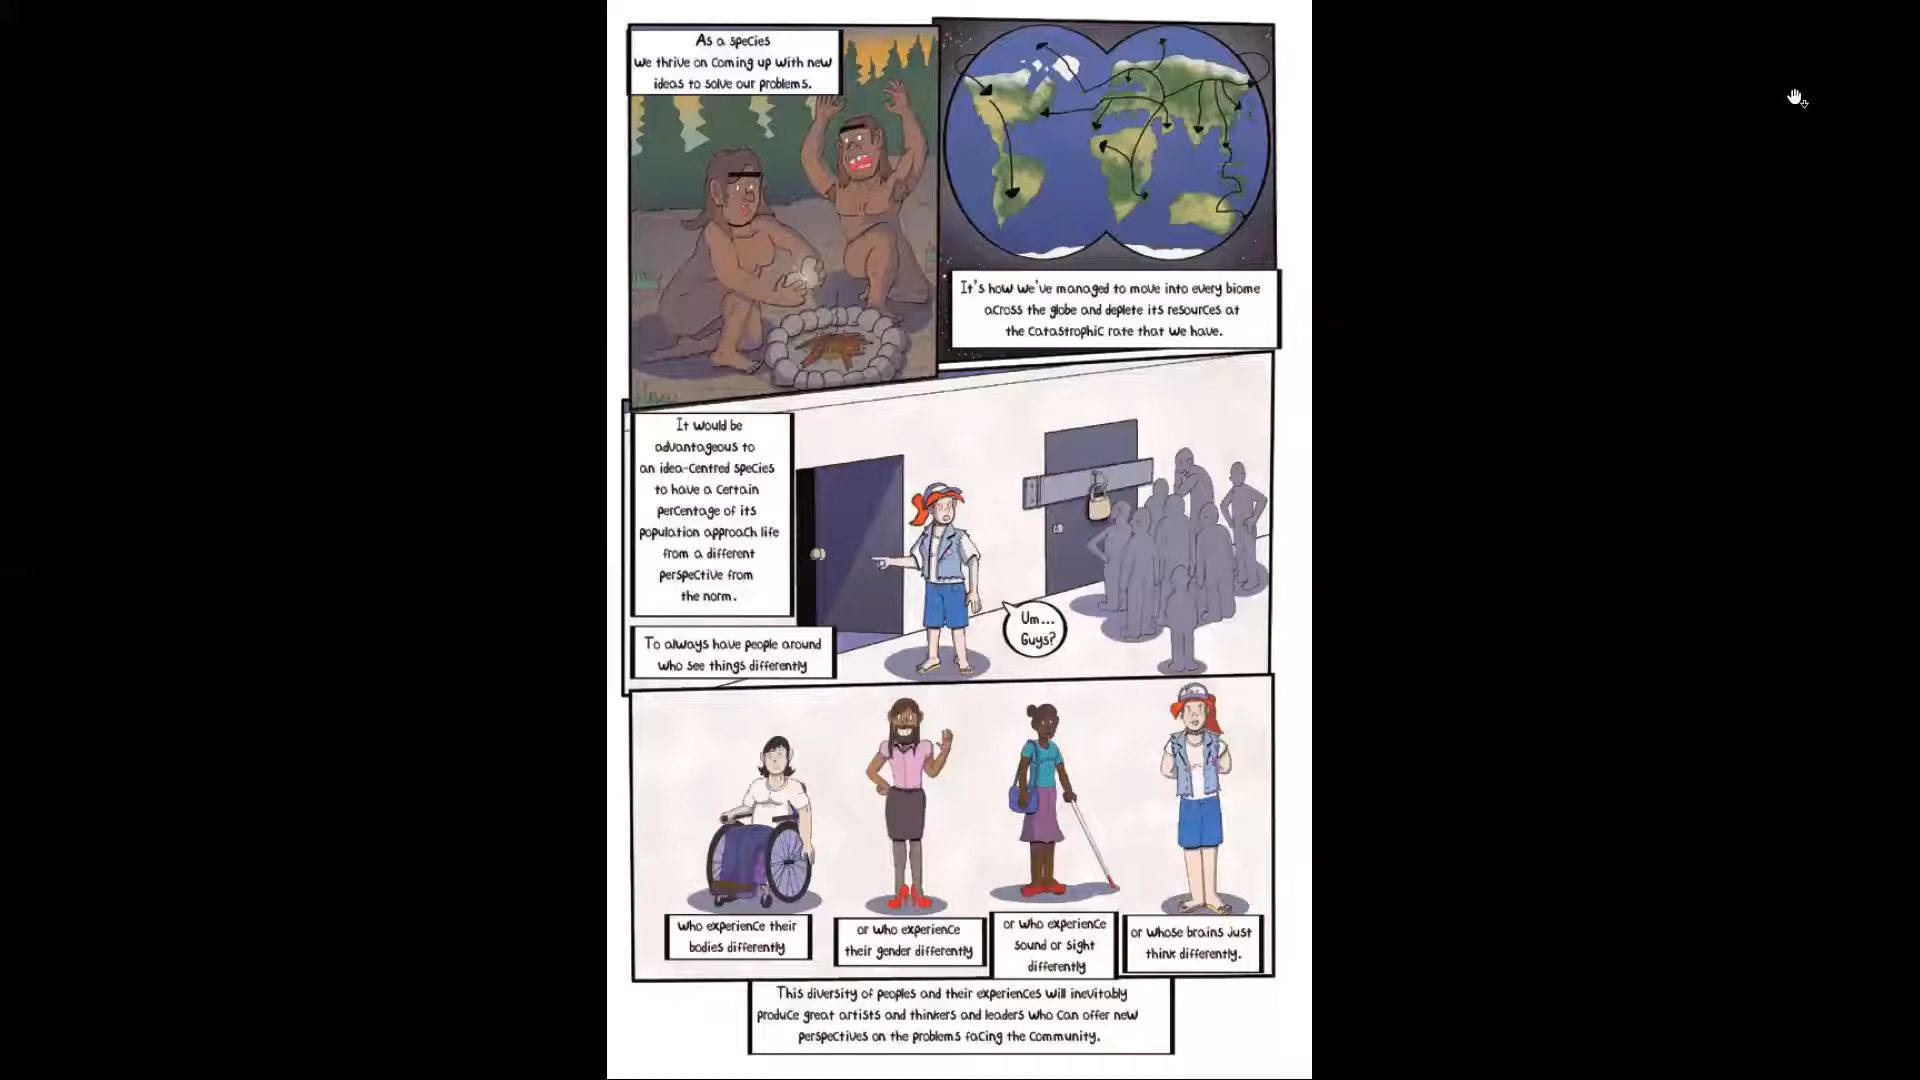 As a species
we thrive on coming up with new
ideas to solve our problems.
It's how we've managed to move into every biome
across the globe and deplete its resources at
the catastrophic rate that we have.
It would be
advantageous to
an idea-centred species
to have a certain
percentage of its
population approach life
from a different
perspective from
the norm.
Um...
Guys?
To always have people around
who see things differently
who experience their
bodies differently
or who experience
their gender differently
or who experience
sound or sight
differently
or whose brains just
think differently.
This diversity of peoples and their experiences will inevitably
produce great artists and thinkers and leaders who can offer new
perspectives on the problems facing the community.